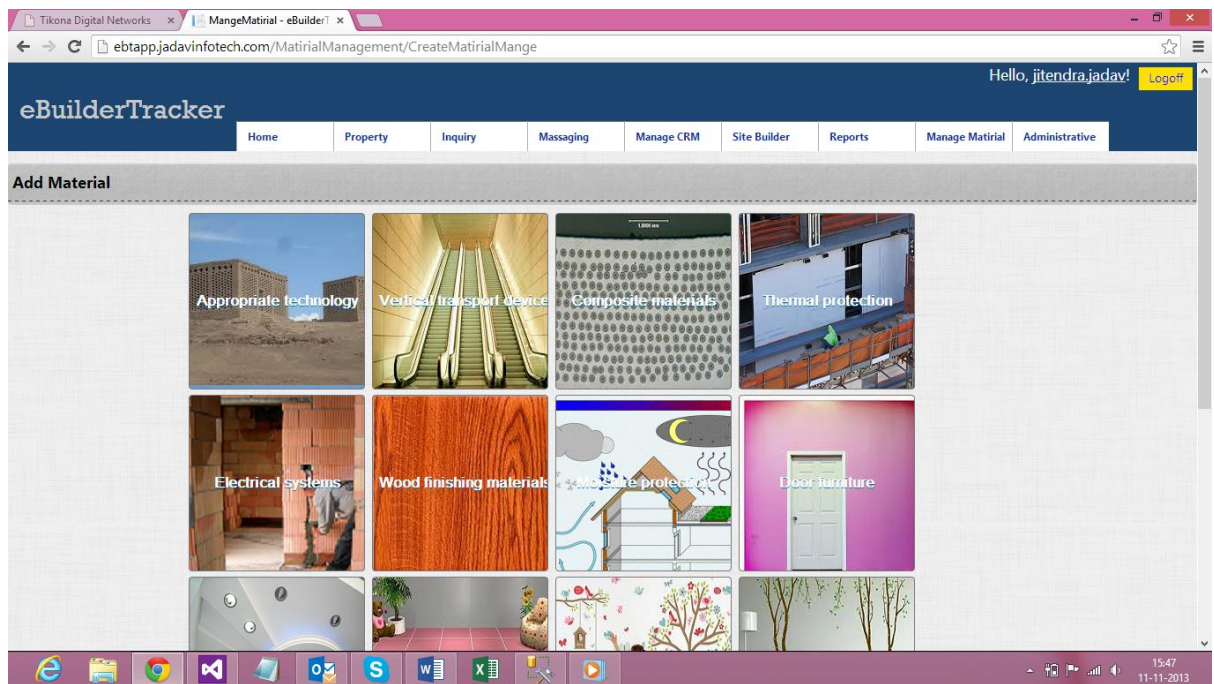 Tikona Digital Networks
MangeMatirial - eBuilderT
ebtapp.jadavinfotech.com/MatirialManagement/CreateMatirialMange
Hello, jitendra.jadav!
Logoff
eBuilderTracker
Home
Property
Inquiry
Massaging
Manage CRM
Site Builder
Reports
Manage Matirial
Administrative
Add Material
Appropriate technology
Vertical transport device
Composite materials
Thermal protection
Electrical systems
Wood finishing materials
Moisture protection
Door furniture
15:47
11-11-2013